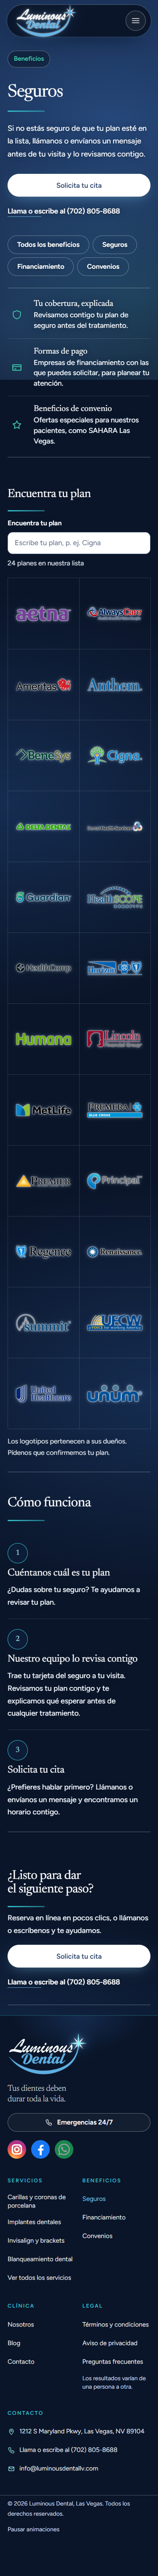 Luminous
Dental
Beneficios
Seguros
Si no estás seguro de que tu plan esté en
la lista, llámanos o envíanos un mensaje
antes de tu visita y lo revisamos contigo.
Solicita tu cita
Llama o escribe al (702) 805-8688
Todos los beneficios
Seguros
Financiamiento
Convenios
Tu cobertura, explicada
Revisamos contigo tu plan de
seguro antes del tratamiento.
Formas de pago
Empresas de financiamiento con las
que puedes solicitar, para planear tu
atención.
Beneficios de convenio
Ofertas especiales para nuestros
pacientes, como SAHARA Las
Vegas.
Encuentra tu plan
Encuentra tu plan
Escribe tu plan, p. ej. Cigna
24 planes en nuestra lista
aetna
AlwaysCare
Ameritas
Anthem.
BeneSys
Cigna.
DELTA DENTAL
Dental Health Services
Guardian
HealthSCOPE
BENEFITS
HealthComp
Horizon
Humana
Lincoln
Financial Group
MetLife
PREMERA
BLUE CROSS
PREMIER
Principal
Regence
Renaissance.
Summit
UFCW
United
Healthcare
unum
Los logotipos pertenecen a sus dueños.
Pídenos que confirmemos tu plan.
Cómo funciona
1
Cuéntanos cuál es tu plan
¿Dudas sobre tu seguro? Te ayudamos a
revisar tu plan.
2
Nuestro equipo lo revisa contigo
Trae tu tarjeta del seguro a tu visita.
Revisamos tu plan contigo y te
explicamos qué esperar antes de
cualquier tratamiento.
3
Solicita tu cita
¿Prefieres hablar primero? Llámanos o
envíanos un mensaje y encontramos un
horario contigo.
¿Listo para dar
el siguiente paso?
Reserva en línea en pocos clics, o llámanos
o escríbenos y te ayudamos.
Solicita tu cita
Llama o escribe al (702) 805-8688
Luminous
Dental
Tus dientes deben
durar toda la vida.
Emergencias 24/7
SERVICIOS
Carillas y coronas de
porcelana
Implantes dentales
Invisalign y brackets
Blanqueamiento dental
Ver todos los servicios
BENEFICIOS
Seguros
Financiamiento
Convenios
CLÍNICA
Nosotros
Blog
Contacto
LEGAL
Términos y condiciones
Aviso de privacidad
Preguntas frecuentes
Los resultados varían de
una persona a otra.
CONTACTO
1212 S Maryland Pkwy, Las Vegas, NV 89104
Llama o escribe al (702) 805-8688
info@luminousdentallv.com
© 2026 Luminous Dental, Las Vegas. Todos los
derechos reservados.
Pausar animaciones